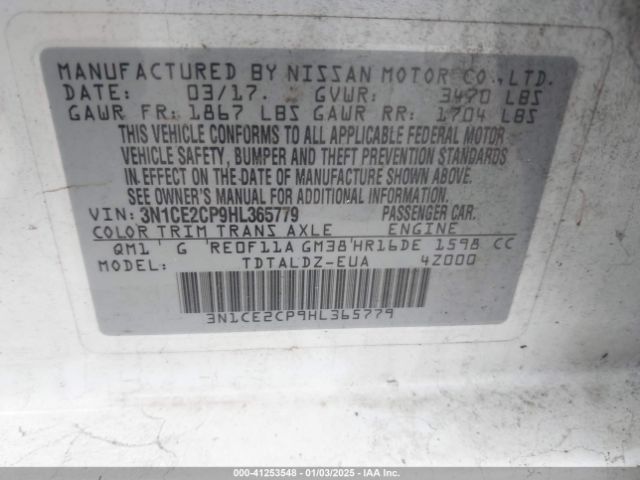 MANUFACTURED BY NISSAN MOTOR CO., LTD.
DATE: 03/17. GVWR: 3470 LBS
GAWR FR: 1867 LBS GAWR RR: 1704 LBS
THIS VEHICLE CONFORMS TO ALL APPLICABLE FEDERAL MOTOR
VEHICLE SAFETY, BUMPER AND THEFT PREVENTION STANDARDS
IN EFFECT ON THE DATE OF MANUFACTURE SHOWN ABOVE.
SEE OWNER'S MANUAL FOR ADDITIONAL INFORMATION.
VIN: 3N1CE2CP9HL365779 PASSENGER CAR.
COLOR TRIM TRANS AXLE ENGINE
QM1 G RE0F11A GM38 HR16DE 1598 CC
MODEL: TDTALDZ-EUA 4Z000
3N1CE2CP9HL365779
000-41253548 - 01/03/2025 - IAA Inc.